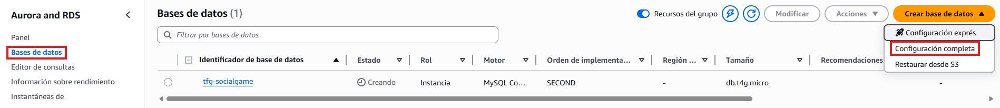 Aurora and RDS
Panel
Bases de datos
Editor de consultas
Información sobre rendimiento
Instantáneas de
Bases de datos (1)
Recursos del grupo
Modificar
Acciones
Crear base de datos
Filtrar por bases de datos
Configuración exprés
Configuración completa
Restaurar desde S3
Identificador de base de datos Estado Rol Motor Orden de implementa... Región ... Tamaño Recomendaciones
tfg-socialgame Creando Instancia MySQL Co... SECOND - db.t4g.micro -